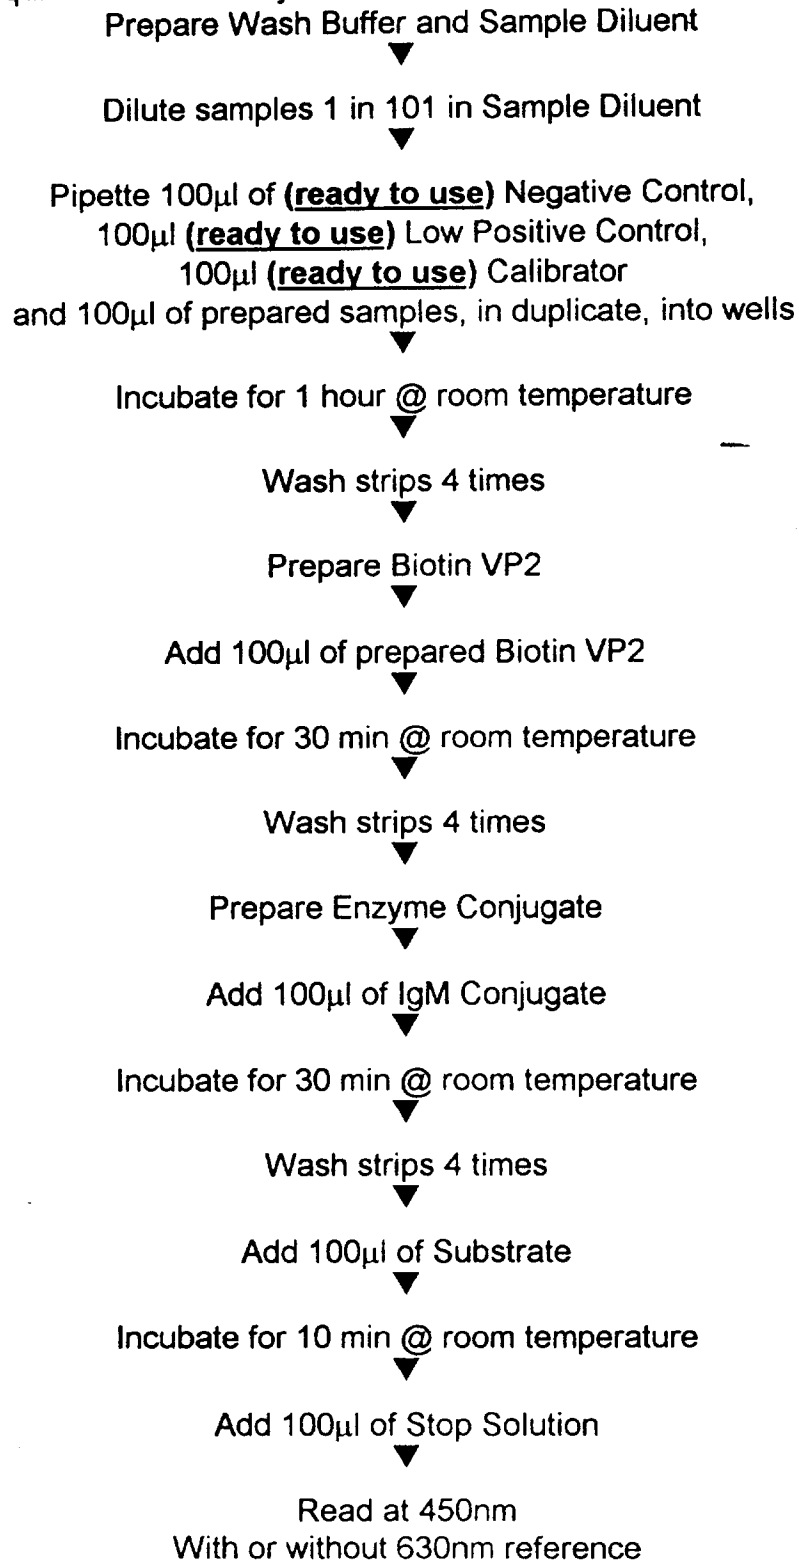 Prepare Wash Buffer and Sample Diluent
▼
Dilute samples 1 in 101 in Sample Diluent
▼
Pipette 100µl of (ready to use) Negative Control,
100µl (ready to use) Low Positive Control,
100µl (ready to use) Calibrator
and 100µl of prepared samples, in duplicate, into wells
▼
Incubate for 1 hour @ room temperature
▼
Wash strips 4 times
▼
Prepare Biotin VP2
▼
Add 100µl of prepared Biotin VP2
▼
Incubate for 30 min @ room temperature
▼
Wash strips 4 times
▼
Prepare Enzyme Conjugate
▼
Add 100µl of IgM Conjugate
▼
Incubate for 30 min @ room temperature
▼
Wash strips 4 times
▼
Add 100µl of Substrate
▼
Incubate for 10 min @ room temperature
▼
Add 100µl of Stop Solution
▼
Read at 450nm
With or without 630nm reference